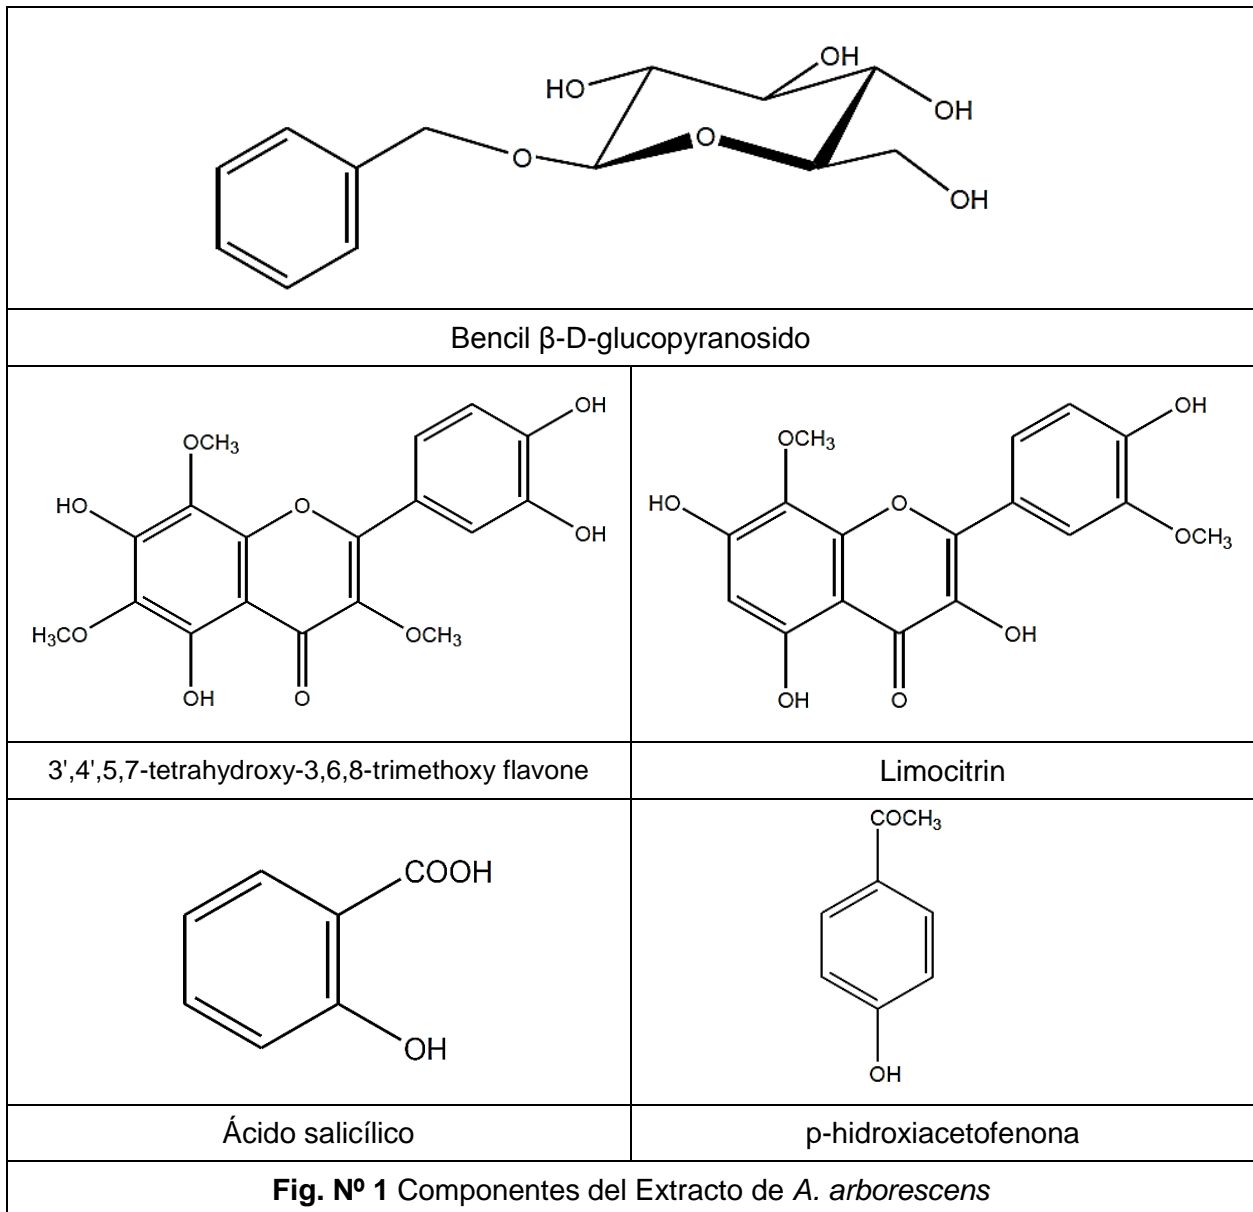 OH
HO
OH
OH
O
O
OH
Bencil β-D-glucopyranosido
OH
OCH3
HO
O
OH
H3CO
OCH3
OH
O
OH
OCH3
HO
O
OCH3
OH
OH
O
3',4',5,7-tetrahydroxy-3,6,8-trimethoxy flavone
Limocitrin
COOH
OH
COCH3
OH
Ácido salicílico
p-hidroxiacetofenona
Fig. Nº 1 Componentes del Extracto de A. arborescens